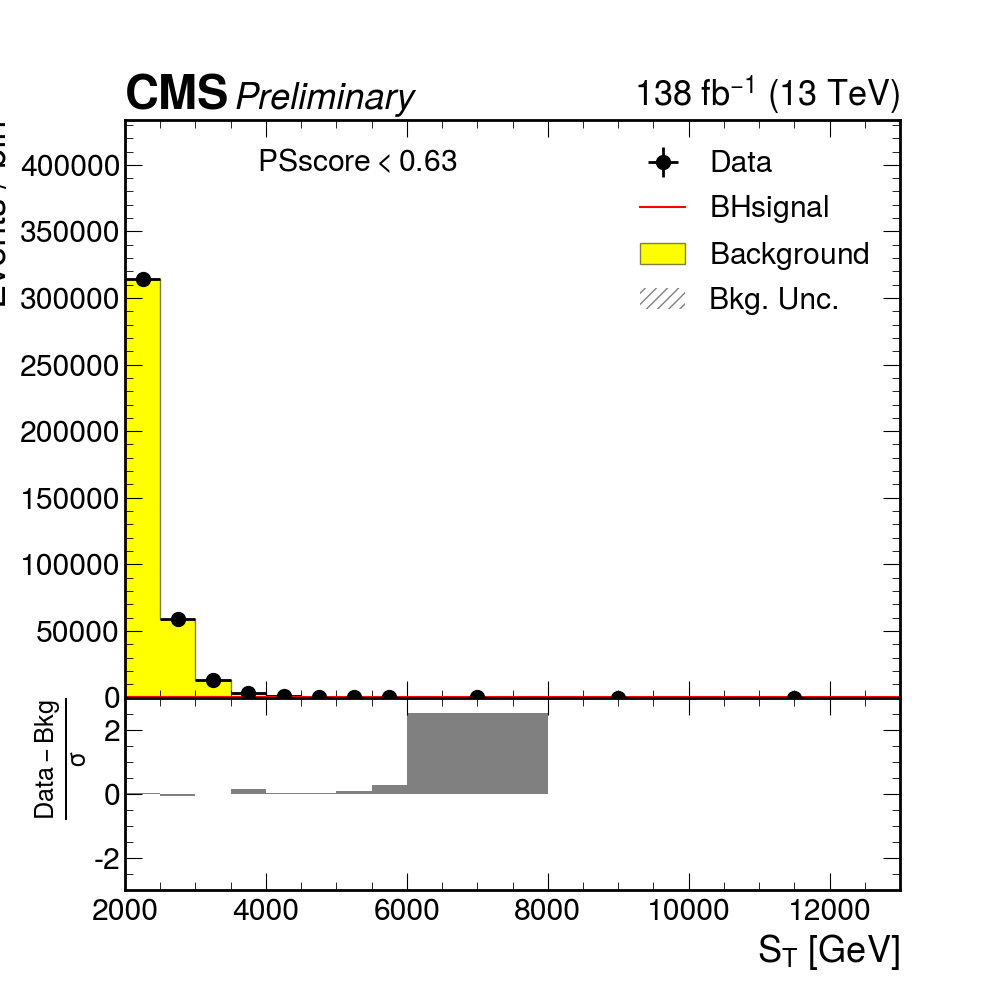 CMS Preliminary 138 fb⁻¹ (13 TeV)
PSscore < 0.63
Data
BHsignal
Background
Bkg. Unc.
400000
350000
300000
250000
200000
150000
100000
50000
0
Data − Bkg
σ
2
0
-2
2000 4000 6000 8000 10000 12000
S_T [GeV]